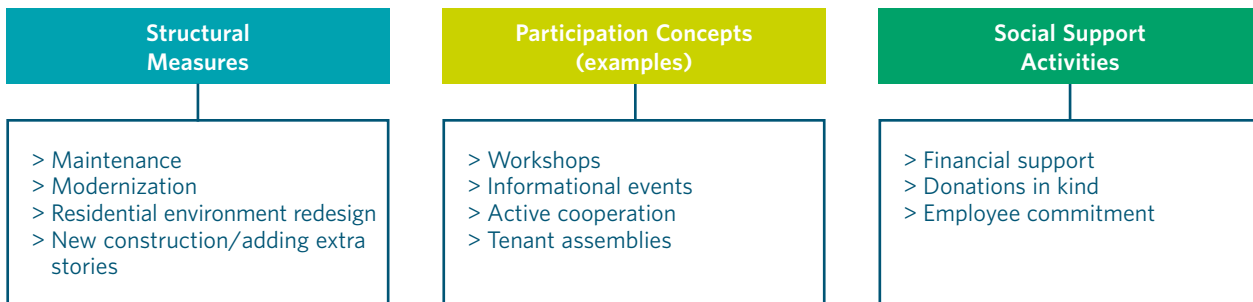 Structural
Measures
> Maintenance
> Modernization
> Residential environment redesign
> New construction/adding extra
stories
Participation Concepts
(examples)
> Workshops
> Informational events
> Active cooperation
> Tenant assemblies
Social Support
Activities
> Financial support
> Donations in kind
> Employee commitment